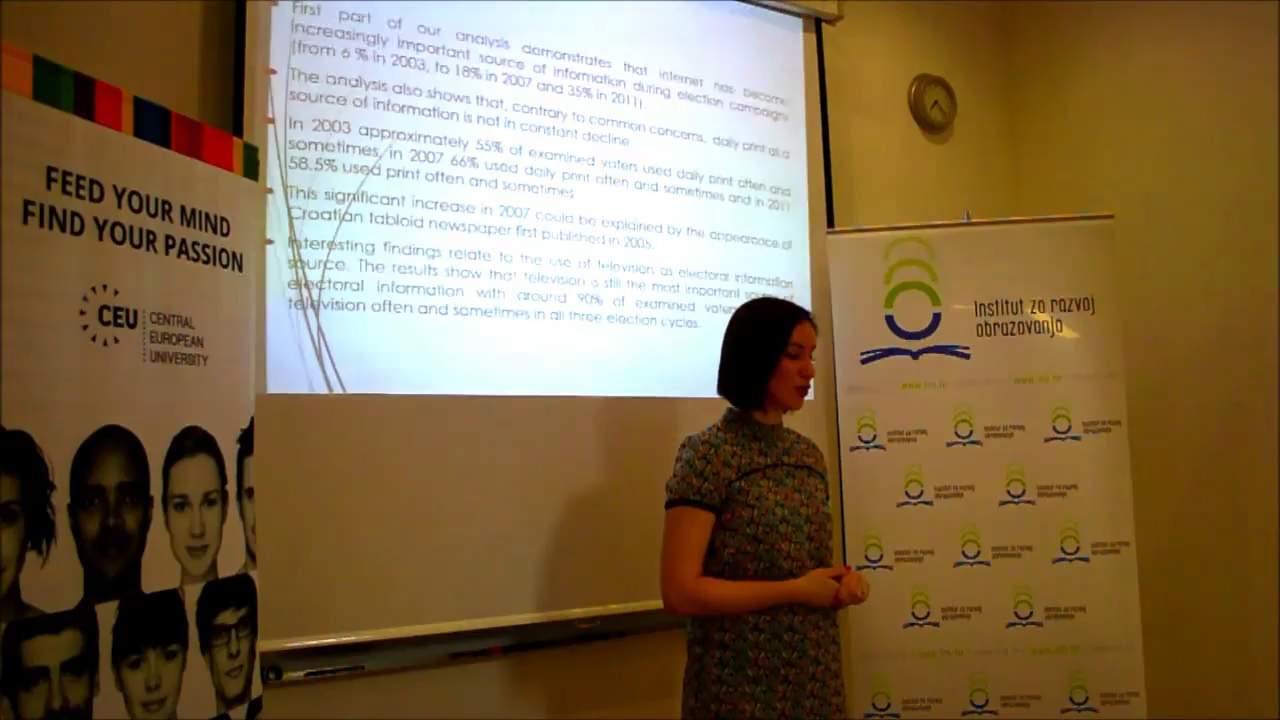 First part of our analysis demonstrates that internet has become
increasingly important source of information during election campaigns
(from 6 % in 2003, to 18% in 2007 and 35% in 2011).
The analysis also shows that, contrary to common concerns, daily print as a
source of information is not in constant decline
In 2003 approximately 55% of examined voters used daily print often and
sometimes, in 2007 66% used daily print often and sometimes and in 2011
58.5% used print often and sometimes
This significant increase in 2007 could be explained by the appearance of
Croatian tabloid newspaper first published in 2005.
Interesting findings relate to the use of television as electoral information
source. The results show that television is still the most important source of
electoral information with around 90% of examined
television often and sometimes in all three election cycles.
FEED YOUR MIND
FIND YOUR PASSION
CEU
CENTRAL
EUROPEAN
UNIVERSITY
Institut za razvoj
obrazovanja